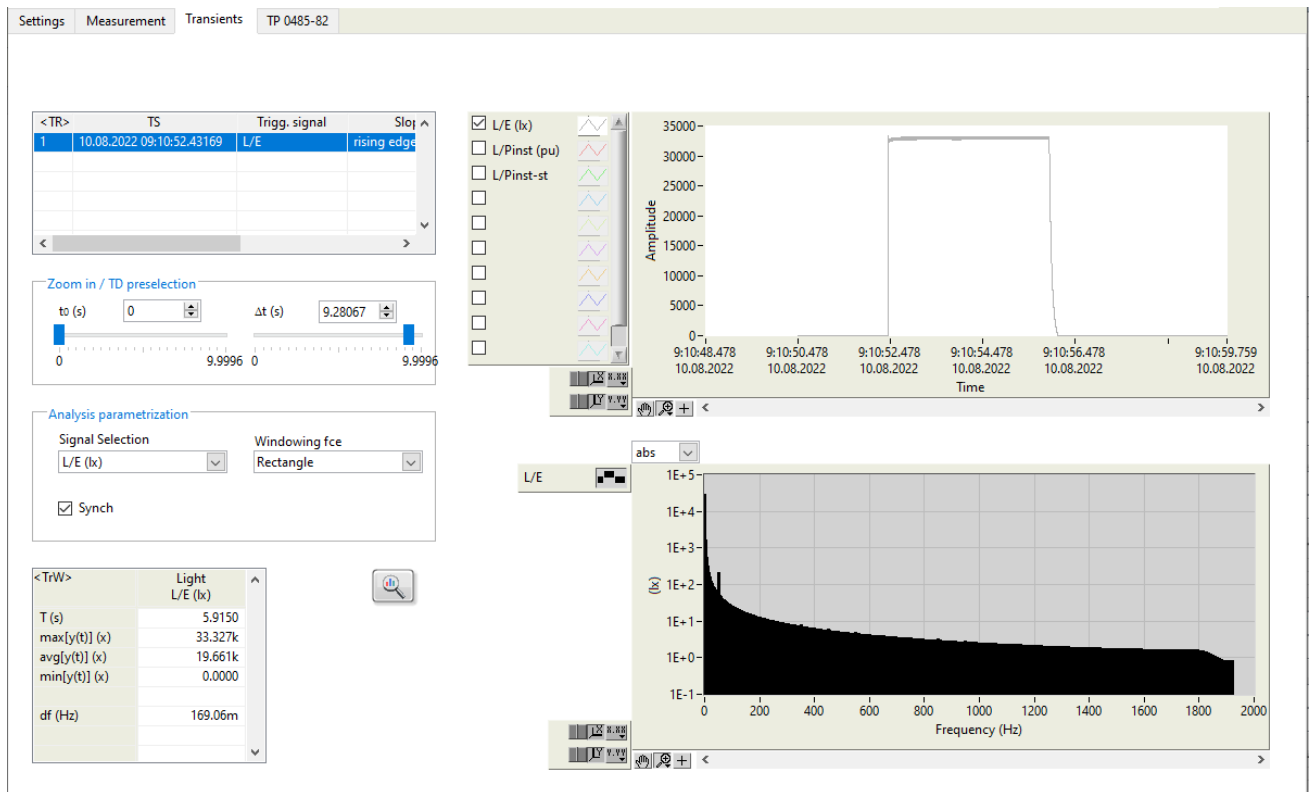 Settings Measurement Transients TP 0485-82
<TR> TS Trigg. signal Slop
1 10.08.2022 09:10:52.43169 L/E rising edge
Zoom in / TD preselection
t0 (s) 0 Δt (s) 9.28067
0 9.9996 0 9.9996
Analysis parametrization
Signal Selection Windowing fce
L/E (lx) Rectangle
Synch
<TrW> Light
L/E (lx)
T (s) 5.9150
max[y(t)] (x) 33.327k
avg[y(t)] (x) 19.661k
min[y(t)] (x) 0.0000
df (Hz) 169.06m
L/E (lx)
L/Pinst (pu)
L/Pinst-st
X 8.88
Y Y.YY
Amplitude
35000
30000
25000
20000
15000
10000
5000
0
9:10:48.478 9:10:50.478 9:10:52.478 9:10:54.478 9:10:56.478 9:10:59.759
10.08.2022 10.08.2022 10.08.2022 10.08.2022 10.08.2022 10.08.2022
Time
abs
L/E
(lx)
1E+5
1E+4
1E+3
1E+2
1E+1
1E+0
1E-1
0 200 400 600 800 1000 1200 1400 1600 1800 2000
Frequency (Hz)
X 8.88
Y Y.YY